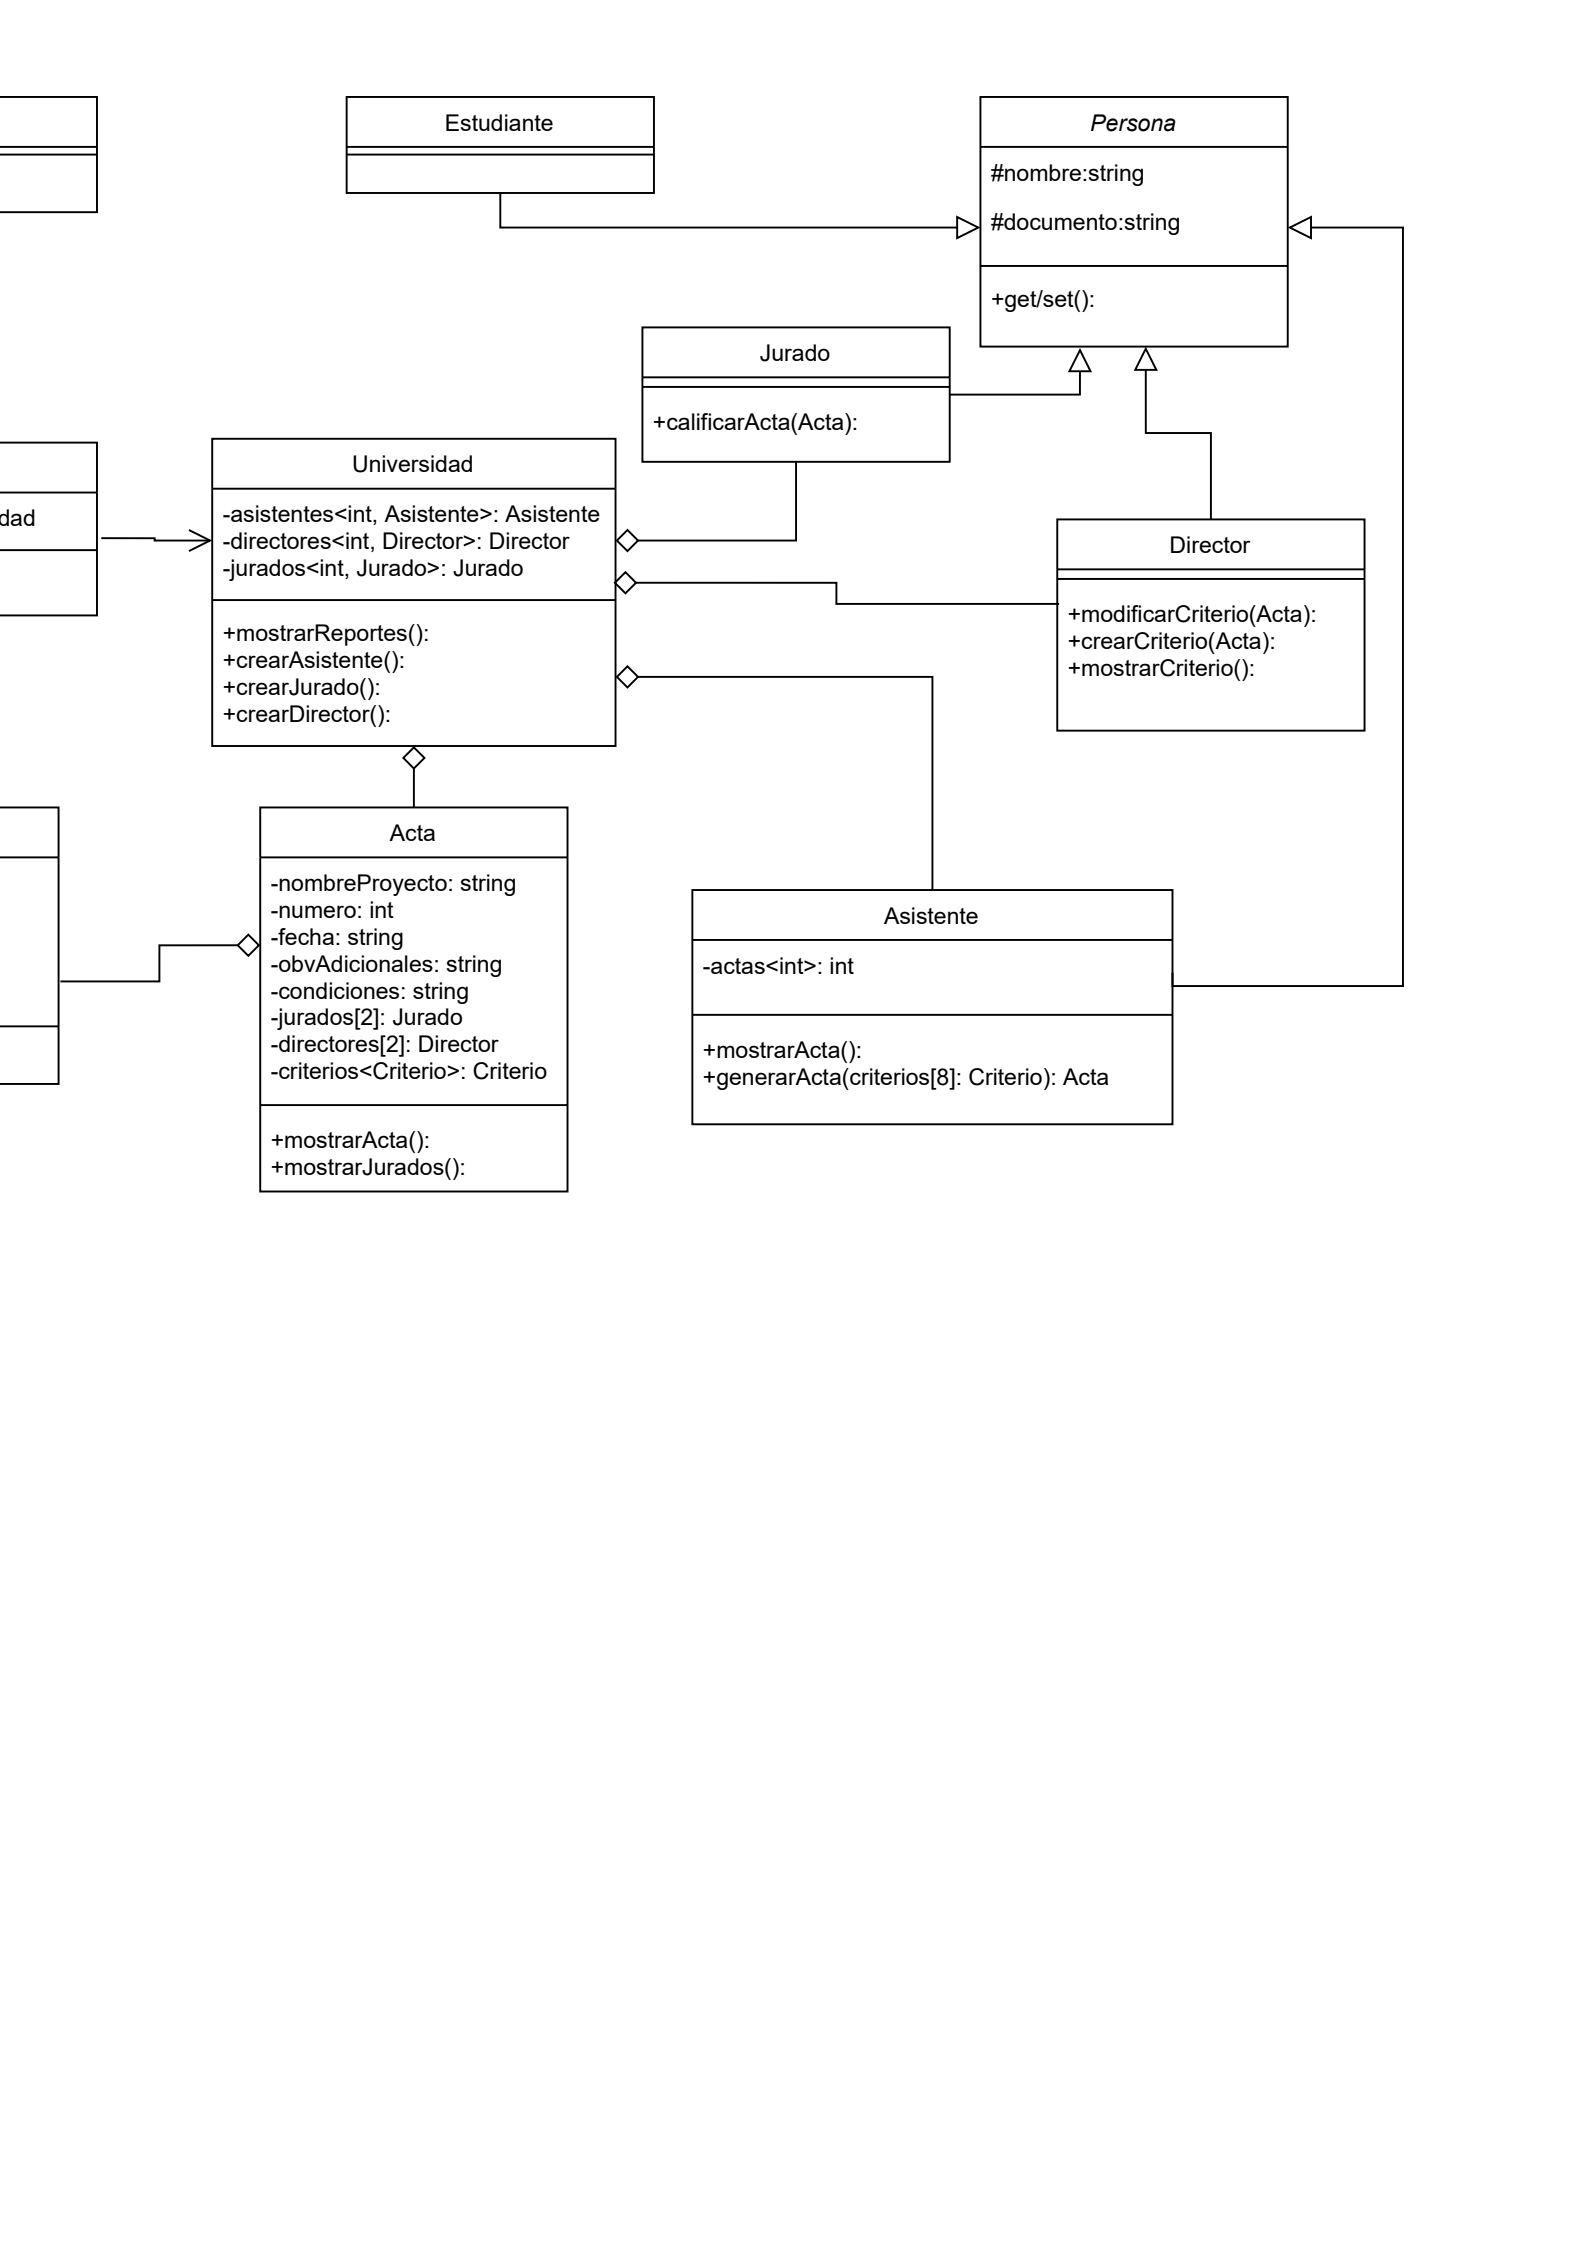 Estudiante
Persona
#nombre:string
#documento:string
+get/set():
Jurado
+calificarActa(Acta):
dad
Universidad
-asistentes<int, Asistente>: Asistente
-directores<int, Director>: Director
-jurados<int, Jurado>: Jurado
+mostrarReportes():
+crearAsistente():
+crearJurado():
+crearDirector():
Director
+modificarCriterio(Acta):
+crearCriterio(Acta):
+mostrarCriterio():
Acta
-nombreProyecto: string
-numero: int
-fecha: string
-obvAdicionales: string
-condiciones: string
-jurados[2]: Jurado
-directores[2]: Director
-criterios<Criterio>: Criterio
+mostrarActa():
+mostrarJurados():
Asistente
-actas<int>: int
+mostrarActa():
+generarActa(criterios[8]: Criterio): Acta